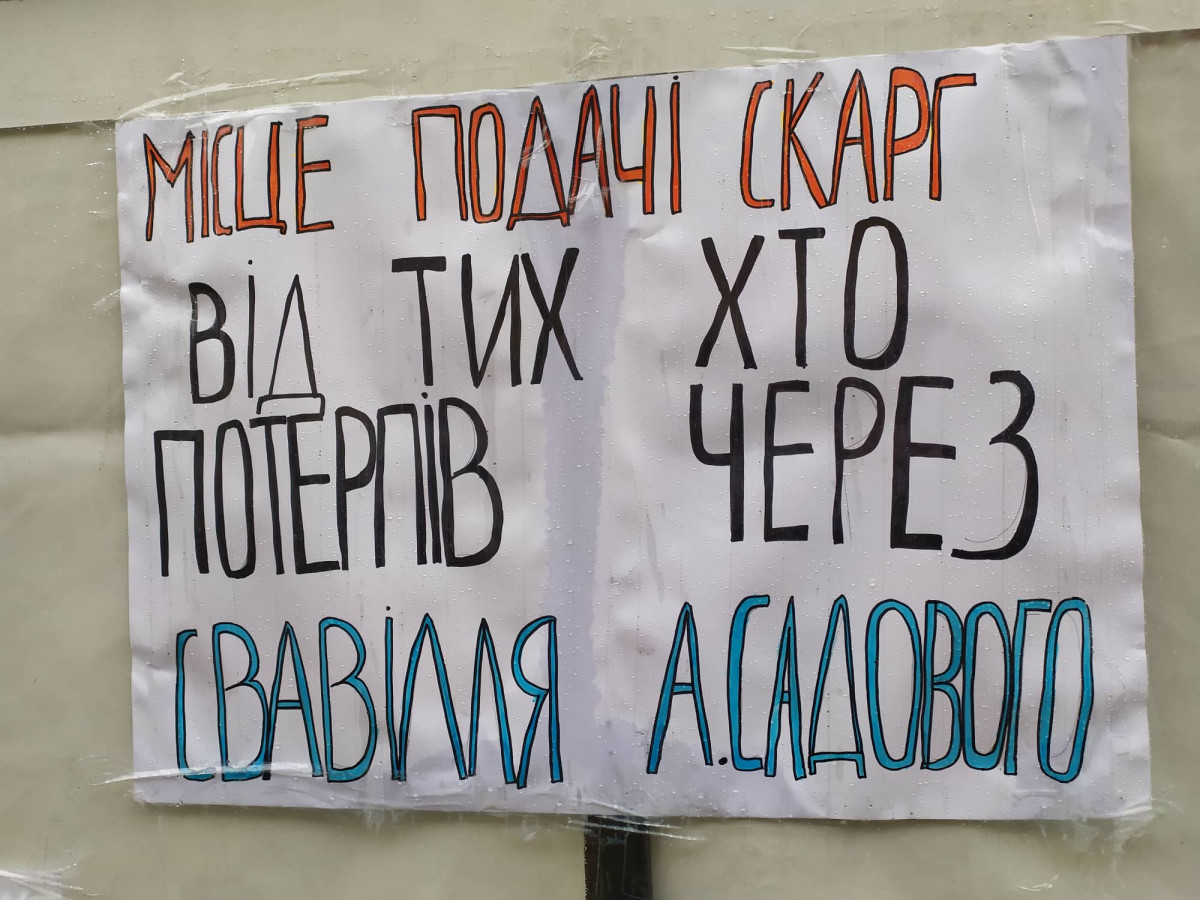 МІСЦЕ ПОДАЧІ СКАРГ
ВІД ТИХ ХТО
ПОТЕРПІВ ЧЕРЕЗ
СВАВІЛЛЯ А.САДОВОГО